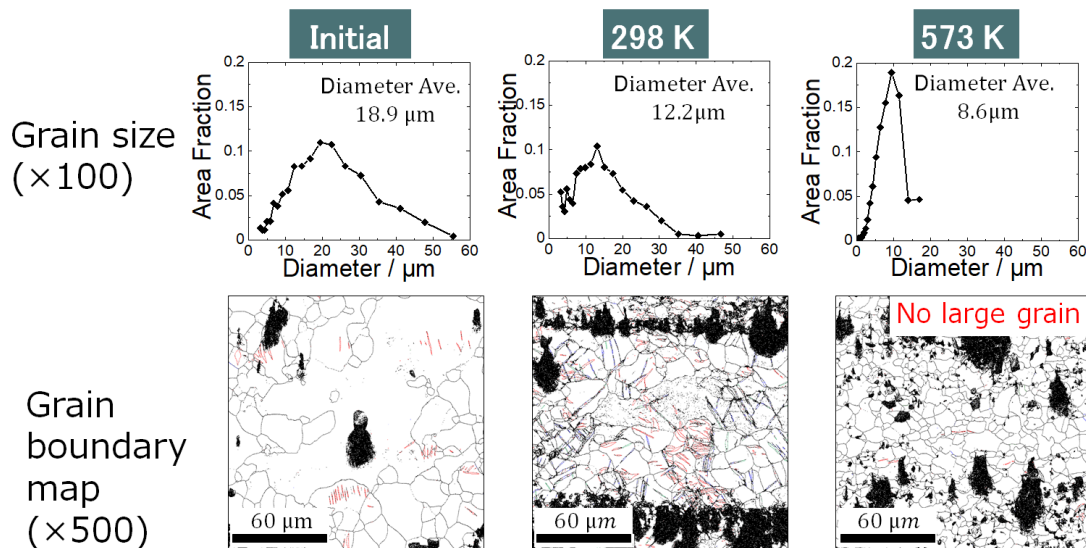 Initial
298 K
573 K
Grain size
(×100)
Area Fraction
0.2
0.15
0.1
0.05
0
Diameter Ave.
18.9 μm
0 10 20 30 40 50 60
Diameter / μm
Area Fraction
0.2
0.15
0.1
0.05
0
Diameter Ave.
12.2μm
0 10 20 30 40 50 60
Diameter / μm
Area Fraction
0.2
0.15
0.1
0.05
0
Diameter Ave.
8.6μm
0 10 20 30 40 50 60
Diameter / μm
Grain
boundary
map
(×500)
60 μm
60 μm
No large grain
60 μm